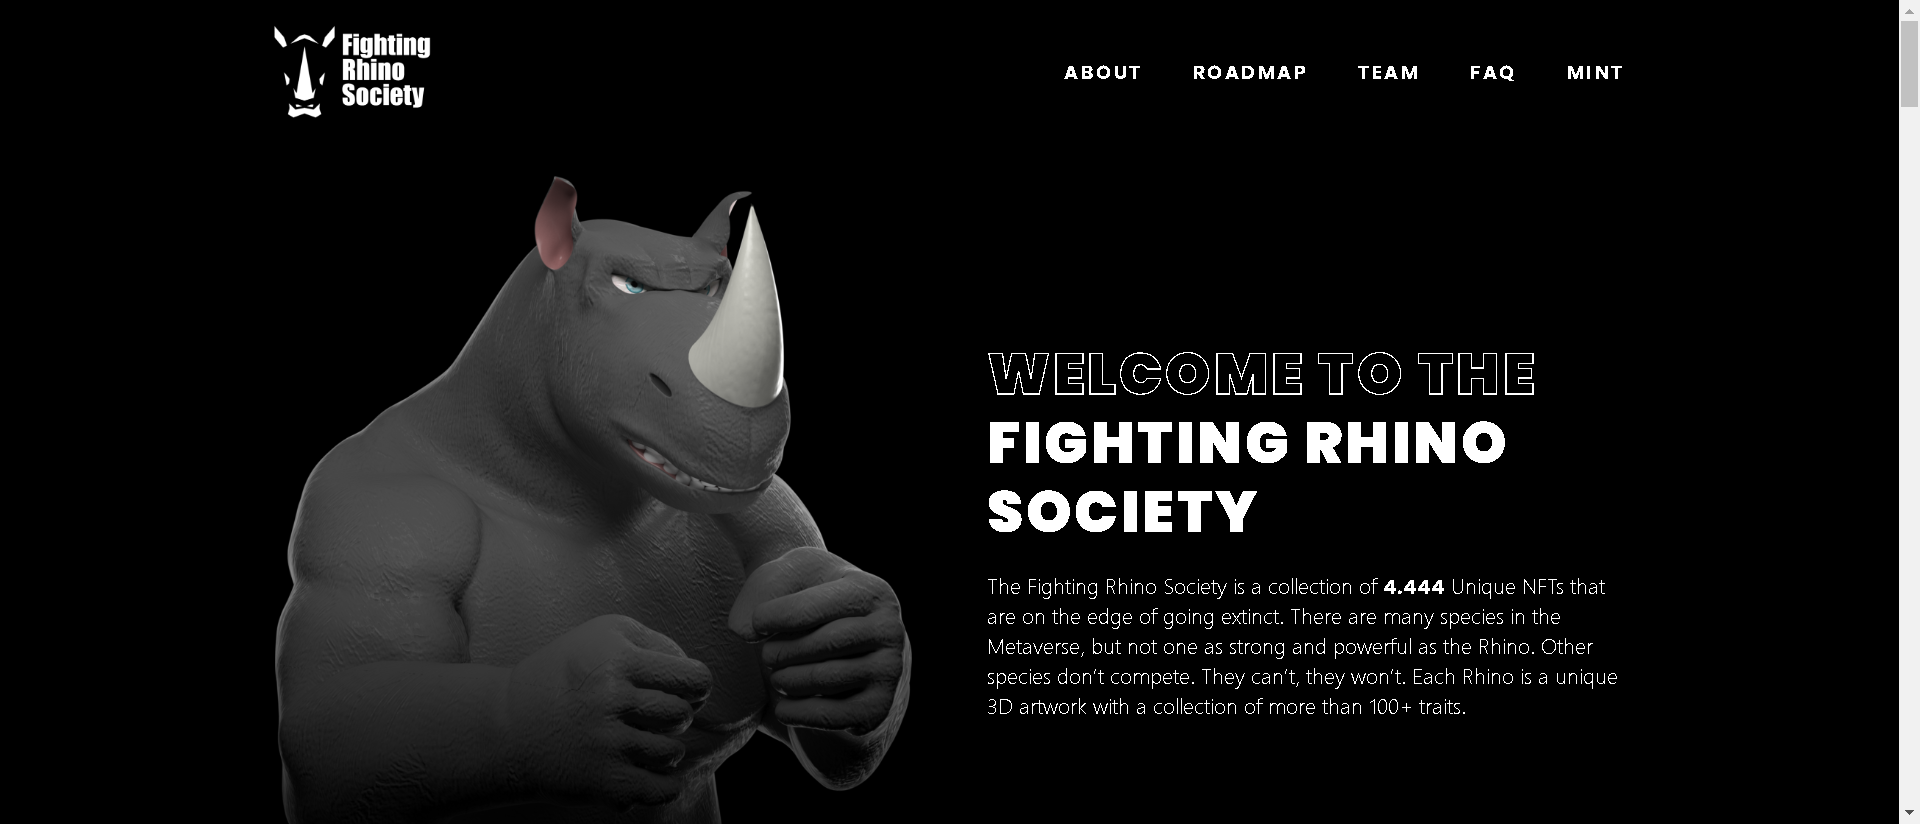 Fighting
Rhino
Society
ABOUT ROADMAP TEAM FAQ MINT
WELCOME TO THE
FIGHTING RHINO
SOCIETY
The Fighting Rhino Society is a collection of 4.444 Unique NFTs that
are on the edge of going extinct. There are many species in the
Metaverse, but not one as strong and powerful as the Rhino. Other
species don’t compete. They can’t, they won’t. Each Rhino is a unique
3D artwork with a collection of more than 100+ traits.